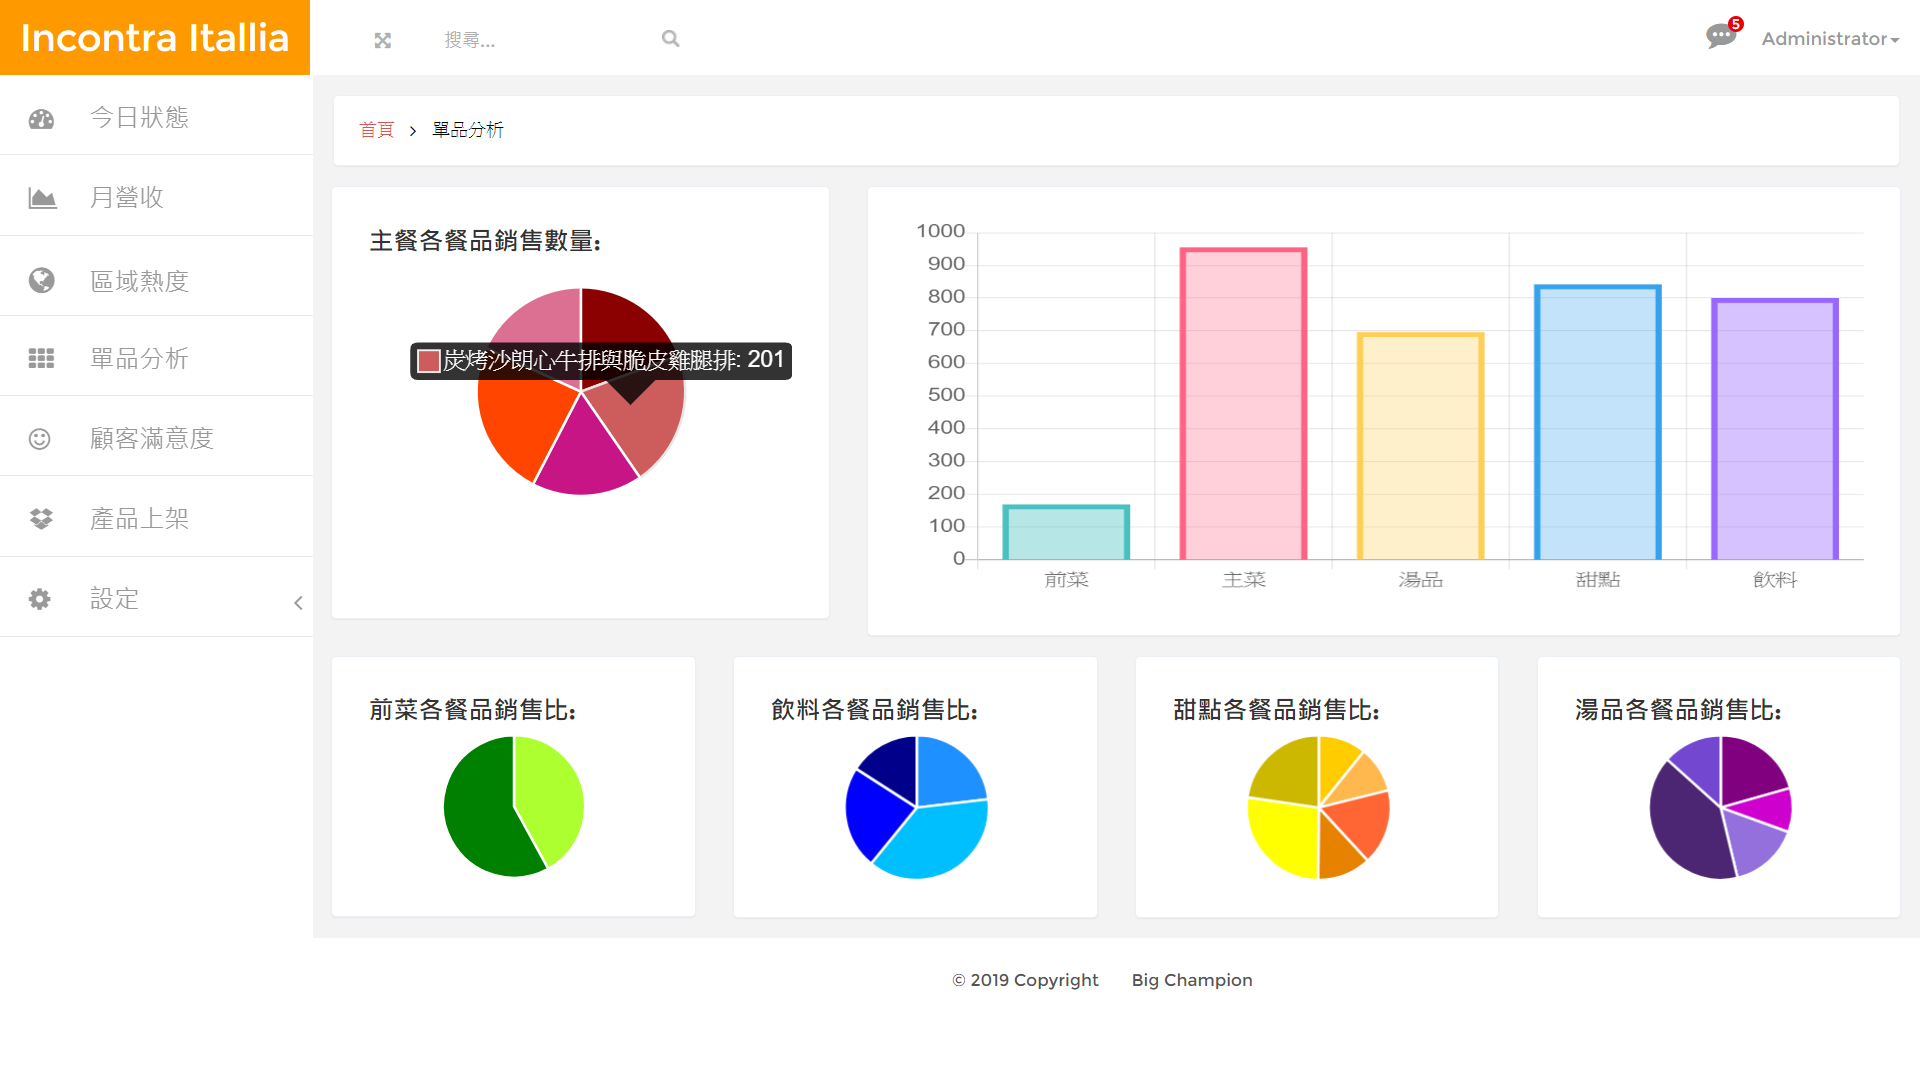 Incontra Itallia
搜尋...
5
Administrator
今日狀態
月營收
區域熱度
單品分析
顧客滿意度
產品上架
設定
首頁 > 單品分析
主餐各餐品銷售數量:
炭烤沙朗心牛排與脆皮雞腿排: 201
1000
900
800
700
600
500
400
300
200
100
0
前菜 主菜 湯品 甜點 飲料
前菜各餐品銷售比:
飲料各餐品銷售比:
甜點各餐品銷售比:
湯品各餐品銷售比:
© 2019 Copyright Big Champion